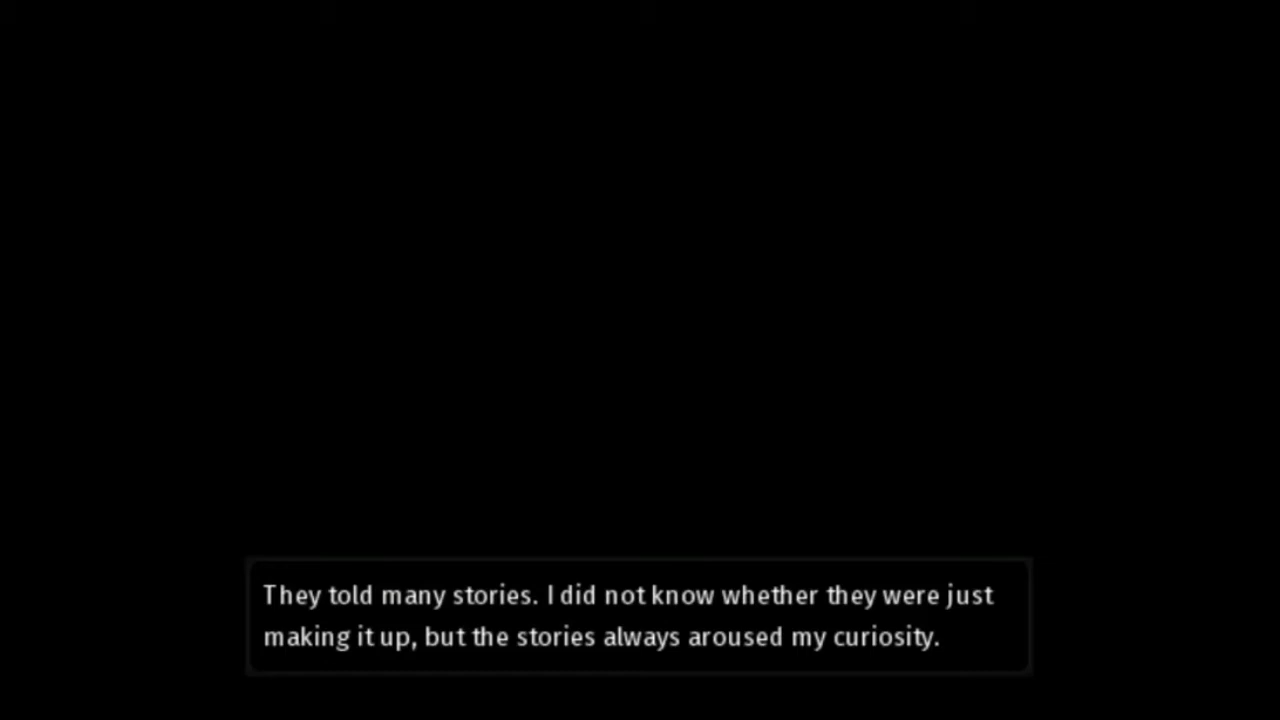 They told many stories. I did not know whether they were just
making it up, but the stories always aroused my curiosity.